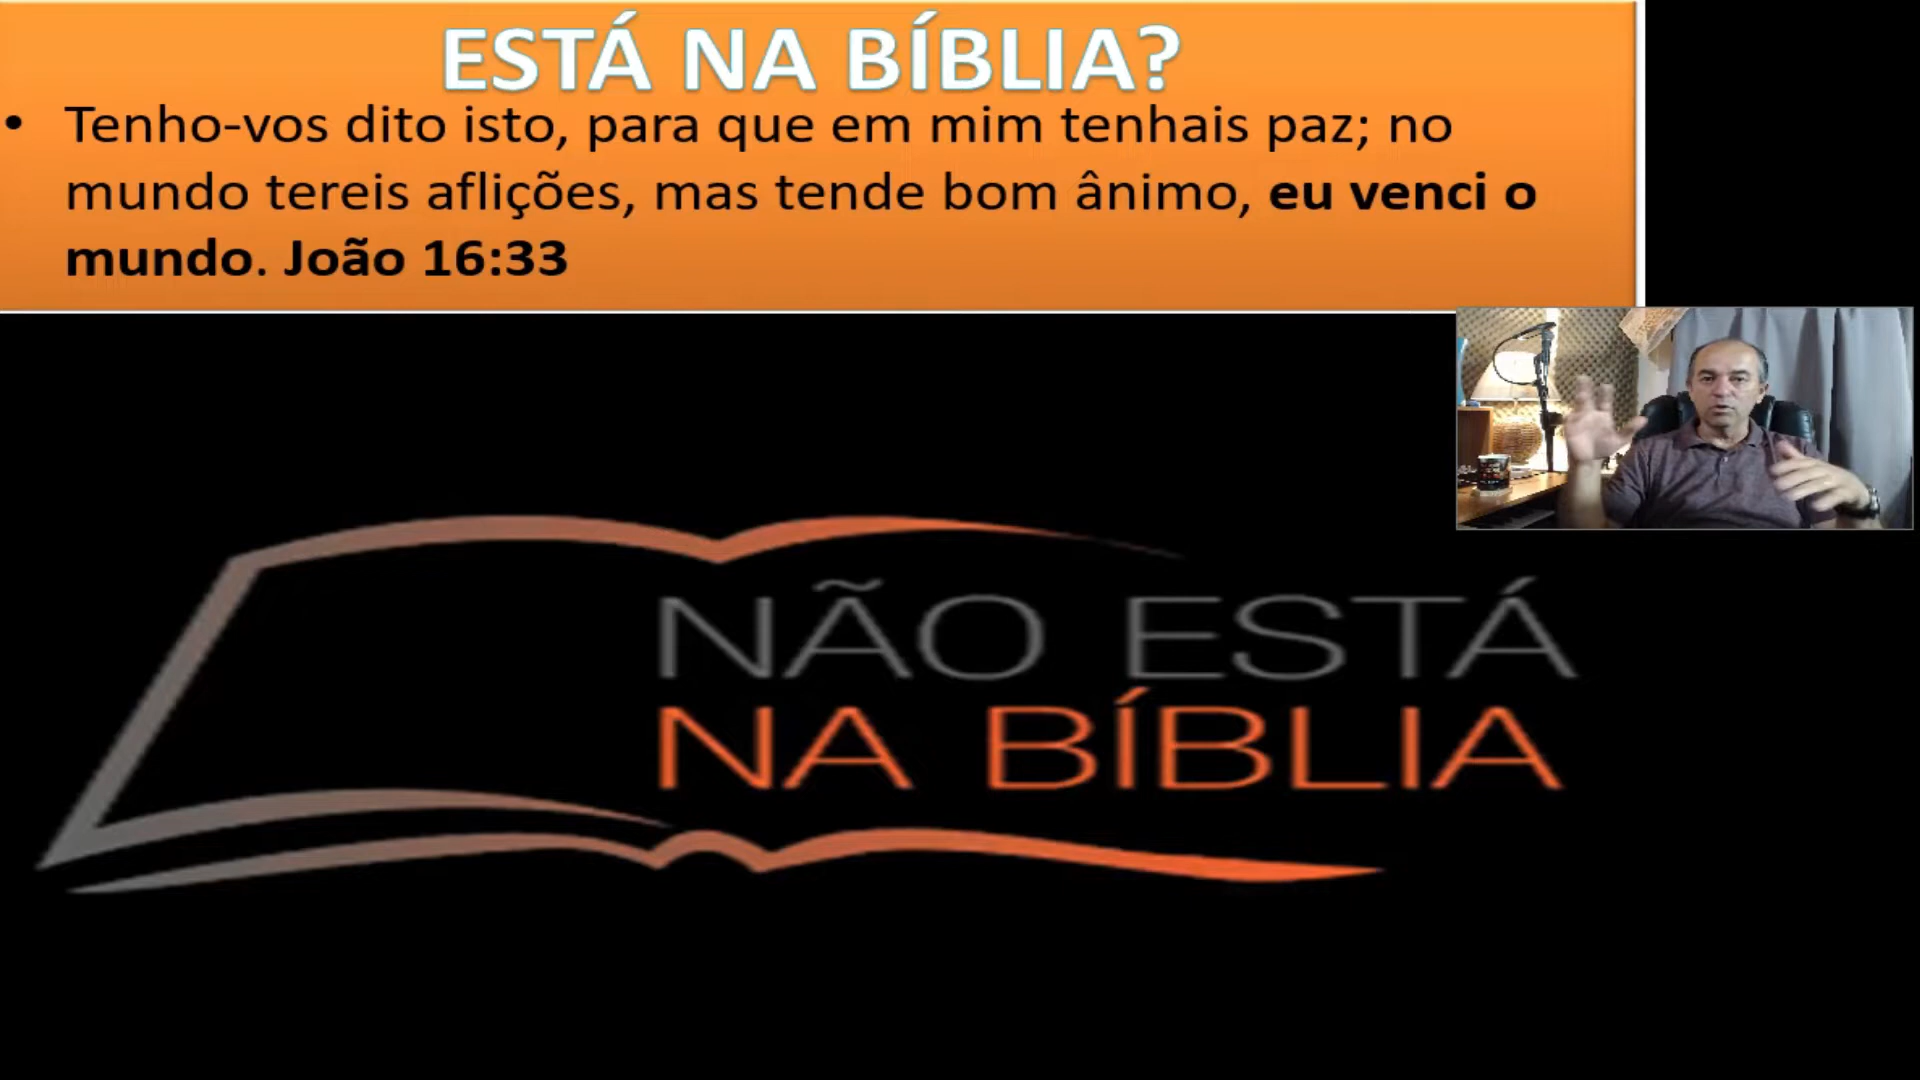 ESTÁ NA BÍBLIA?
• Tenho-vos dito isto, para que em mim tenhais paz; no
mundo tereis aflições, mas tende bom ânimo, eu venci o
mundo. João 16:33
NÃO ESTÁ
NA BÍBLIA